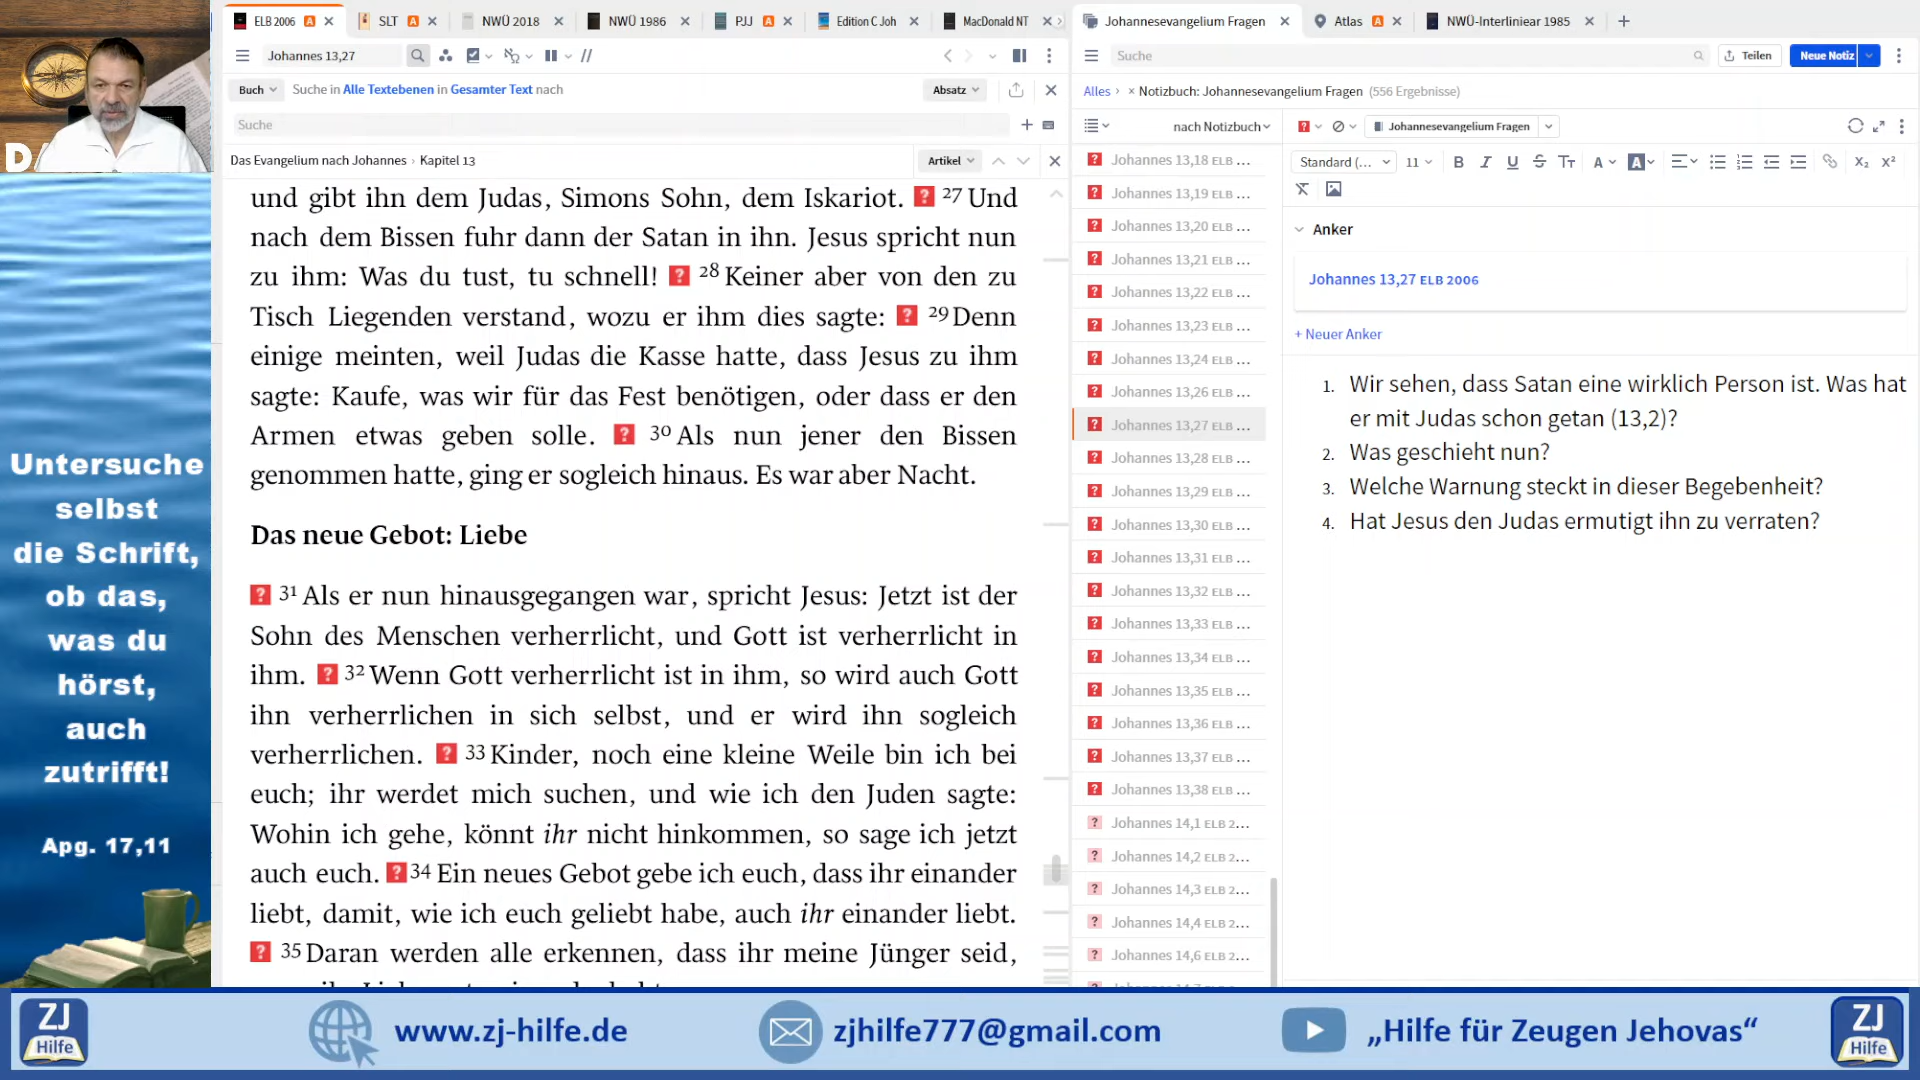 ELB 2006 A
SLT A
NWÜ 2018
NWÜ 1986
PJJ A
Edition C Joh
MacDonald NT
Johannesevangelium Fragen
Atlas A
NWÜ-Interliniear 1985
Johannes 13,27
Suche
Teilen
Neue Notiz
Buch
Suche in Alle Textebenen in Gesamter Text nach
Absatz
Alles › × Notizbuch: Johannesevangelium Fragen (556 Ergebnisse)
Suche
nach Notizbuch
Johannesevangelium Fragen
Das Evangelium nach Johannes › Kapitel 13
Artikel
Standard (...
11
und gibt ihn dem Judas, Simons Sohn, dem Iskariot. ? 27 Und
nach dem Bissen fuhr dann der Satan in ihn. Jesus spricht nun
zu ihm: Was du tust, tu schnell! ? 28 Keiner aber von den zu
Tisch Liegenden verstand, wozu er ihm dies sagte: ? 29 Denn
einige meinten, weil Judas die Kasse hatte, dass Jesus zu ihm
sagte: Kaufe, was wir für das Fest benötigen, oder dass er den
Armen etwas geben solle. ? 30 Als nun jener den Bissen
genommen hatte, ging er sogleich hinaus. Es war aber Nacht.
Das neue Gebot: Liebe
? 31 Als er nun hinausgegangen war, spricht Jesus: Jetzt ist der
Sohn des Menschen verherrlicht, und Gott ist verherrlicht in
ihm. ? 32 Wenn Gott verherrlicht ist in ihm, so wird auch Gott
ihn verherrlichen in sich selbst, und er wird ihn sogleich
verherrlichen. ? 33 Kinder, noch eine kleine Weile bin ich bei
euch; ihr werdet mich suchen, und wie ich den Juden sagte:
Wohin ich gehe, könnt ihr nicht hinkommen, so sage ich jetzt
auch euch. ? 34 Ein neues Gebot gebe ich euch, dass ihr einander
liebt, damit, wie ich euch geliebt habe, auch ihr einander liebt.
? 35 Daran werden alle erkennen, dass ihr meine Jünger seid,
Johannes 13,18 ELB ...
Johannes 13,19 ELB ...
Johannes 13,20 ELB ...
Johannes 13,21 ELB ...
Johannes 13,22 ELB ...
Johannes 13,23 ELB ...
Johannes 13,24 ELB ...
Johannes 13,26 ELB ...
Johannes 13,27 ELB ...
Johannes 13,28 ELB ...
Johannes 13,29 ELB ...
Johannes 13,30 ELB ...
Johannes 13,31 ELB ...
Johannes 13,32 ELB ...
Johannes 13,33 ELB ...
Johannes 13,34 ELB ...
Johannes 13,35 ELB ...
Johannes 13,36 ELB ...
Johannes 13,37 ELB ...
Johannes 13,38 ELB ...
Johannes 14,1 ELB 2...
Johannes 14,2 ELB 2...
Johannes 14,3 ELB 2...
Johannes 14,4 ELB 2...
Johannes 14,6 ELB 2...
Anker
Johannes 13,27 ELB 2006
+ Neuer Anker
1. Wir sehen, dass Satan eine wirklich Person ist. Was hat
er mit Judas schon getan (13,2)?
2. Was geschieht nun?
3. Welche Warnung steckt in dieser Begebenheit?
4. Hat Jesus den Judas ermutigt ihn zu verraten?
Untersuche
selbst
die Schrift,
ob das,
was du
hörst,
auch
zutrifft!
Apg. 17,11
ZJ
Hilfe
www.zj-hilfe.de
zjhilfe777@gmail.com
„Hilfe für Zeugen Jehovas“
ZJ
Hilfe